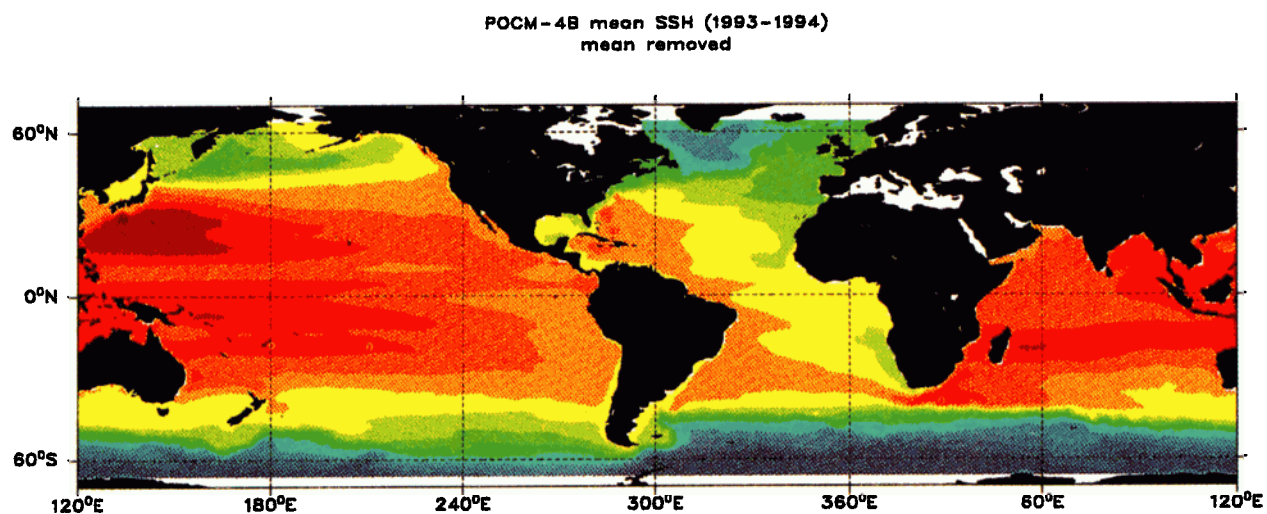 POCM-4B mean SSH (1993-1994)
mean removed
60⁰N
0⁰N
60⁰S
120⁰E 180⁰E 240⁰E 300⁰E 360⁰E 60⁰E 120⁰E